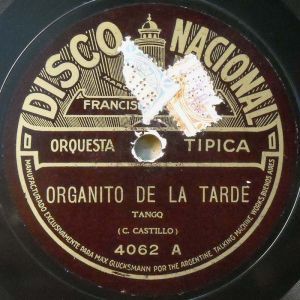 DISCO NACIONAL
FRANCIS
ORQUESTA TIPICA
ORGANITO DE LA TARDE
TANGO
(C. CASTILLO)
4062 A
MANUFACTURADO EXCLUSIVAMENTE PARA MAX GLÜCKSMANN POR THE ARGENTINE TALKING MACHINE WORKS, BUENOS AIRES